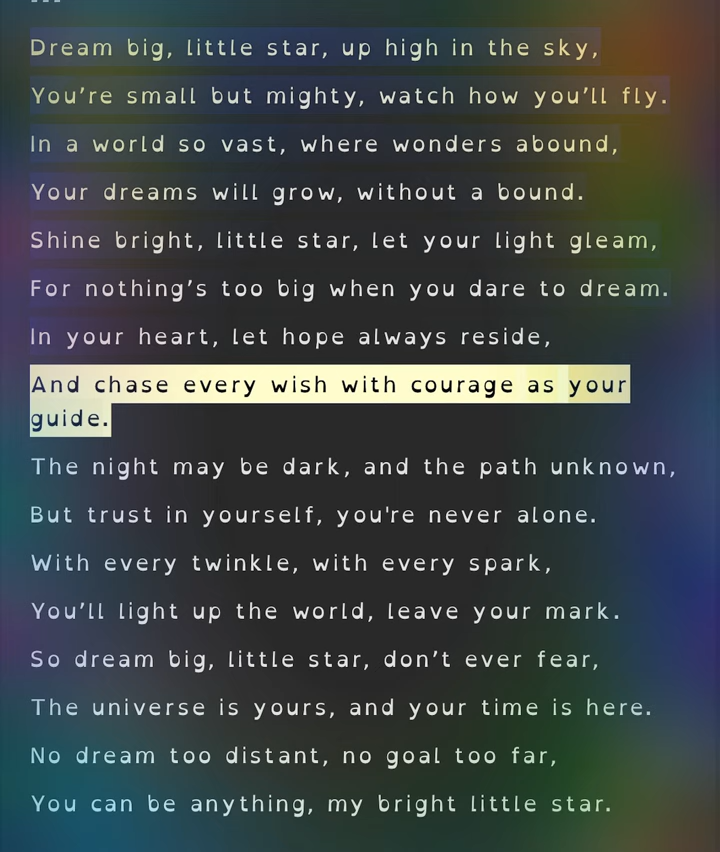 ---
Dream big, little star, up high in the sky,
You’re small but mighty, watch how you’ll fly.
In a world so vast, where wonders abound,
Your dreams will grow, without a bound.
Shine bright, little star, let your light gleam,
For nothing’s too big when you dare to dream.
In your heart, let hope always reside,
And chase every wish with courage as your
guide.
The night may be dark, and the path unknown,
But trust in yourself, you're never alone.
With every twinkle, with every spark,
You’ll light up the world, leave your mark.
So dream big, little star, don’t ever fear,
The universe is yours, and your time is here.
No dream too distant, no goal too far,
You can be anything, my bright little star.